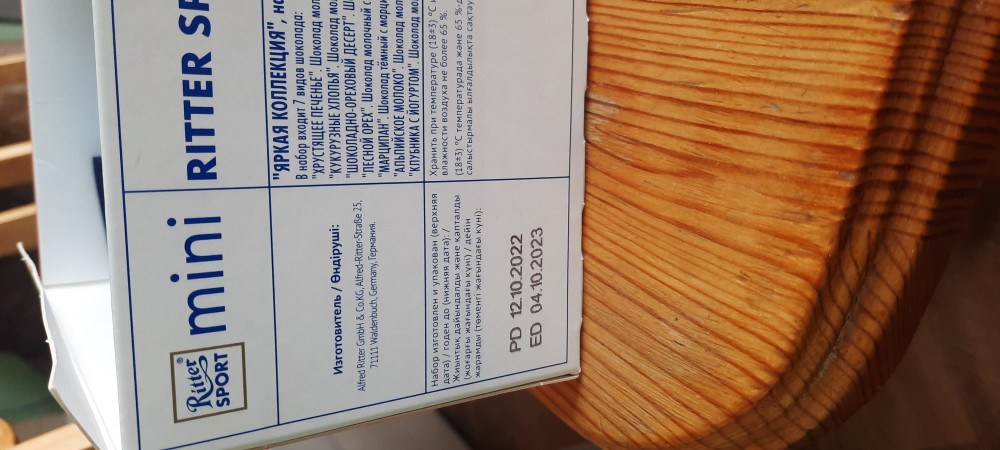 Ritter
SPORT
mini
RITTER SP
Изготовитель / Өндіруші:
Alfred Ritter GmbH & Co.KG, Alfred-Ritter-Straße 25,
71111 Waldenbuch, Germany, Германия.
"ЯРКАЯ КОЛЛЕКЦИЯ",
В набор входит 7 видов шоколада:
"ХРУСТЯЩЕЕ ПЕЧЕНЬЕ". Шоколад мол
"КУКУРУЗНЫЕ ХЛОПЬЯ". Шоколад мо
"ШОКОЛАДНО-ОРЕХОВЫЙ ДЕСЕРТ". Ш
"ЛЕСНОЙ ОРЕХ". Шоколад молочный с
"МАРЦИПАН". Шоколад тёмный с марци
"АЛЬПИЙСКОЕ МОЛОКО". Шоколад мол
"КЛУБНИКА С ЙОГУРТОМ". Шоколад мо
Набор изготовлен и упакован (верхняя
дата) / годен до (нижняя дата): /
Жиынтық дайындалды және қапталды
(жоғарғы жағындағы күні) / дейін
жарамды (төменгі жағындағы күні):
PD 12.10.2022
ED 04.10.2023
Хранить при температуре (18±3) °С и
влажности воздуха не более 65 %.
(18±3) °С температурада және 65 %
салыстырмалы ылғалдылықта сақтау